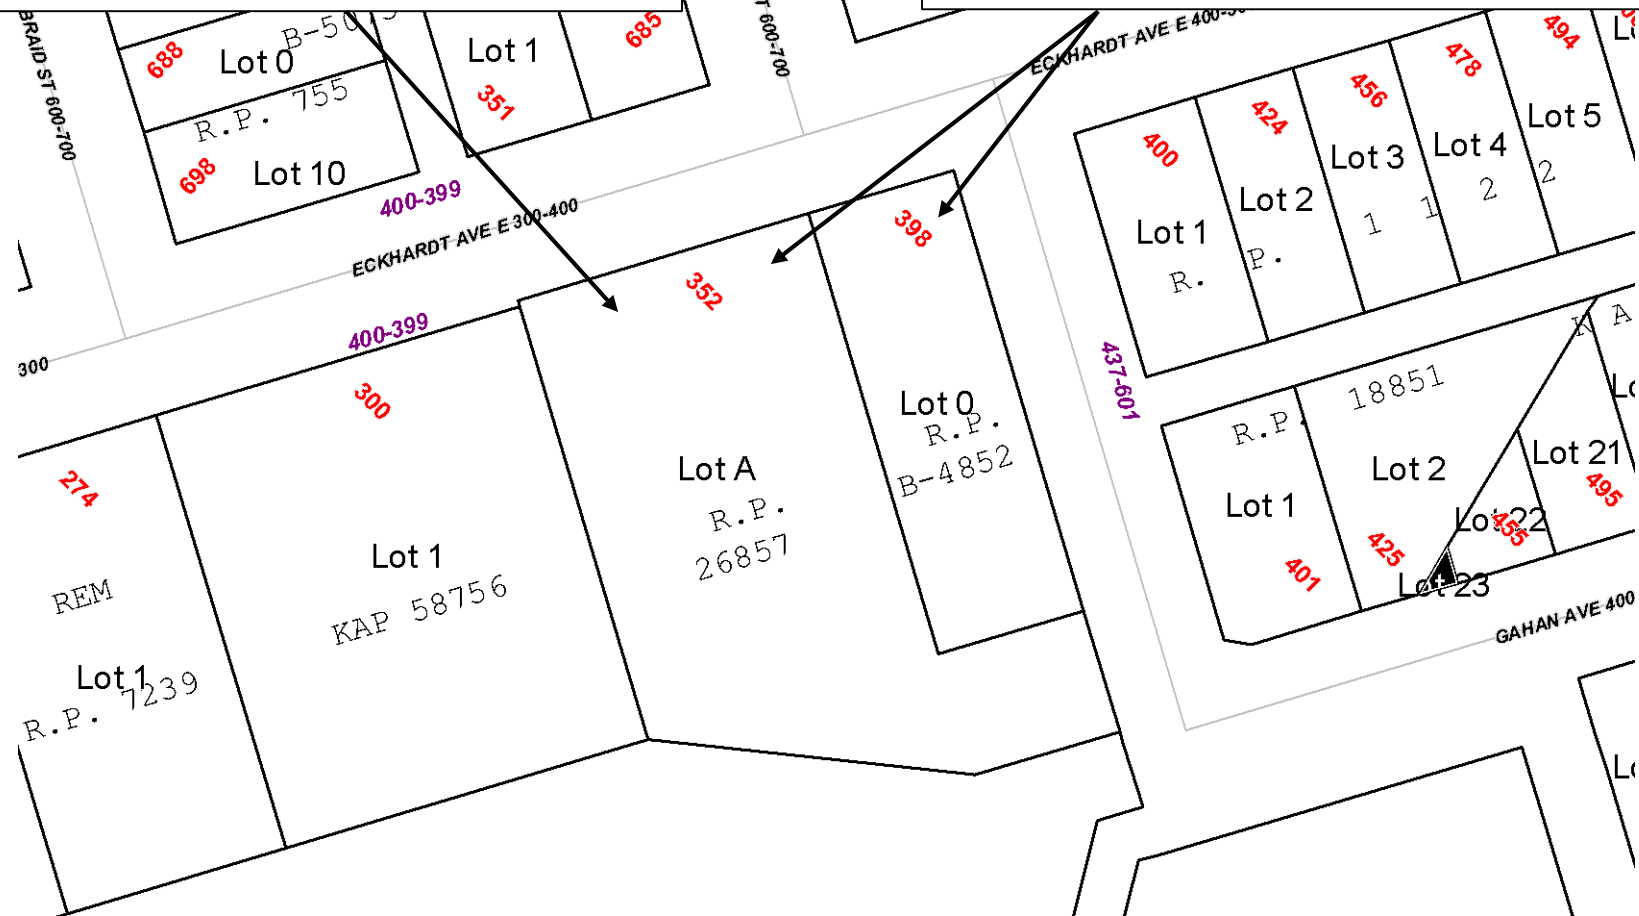 BRAID ST 600-700
688
Lot 0
R.P. 755
698
Lot 10
Lot 1
351
685
T 600-700
ECKHARDT AVE E 400-50
400-399
ECKHARDT AVE E 300-400
400-399
300
274
REM
Lot 1
R.P. 7239
300
Lot 1
KAP 58756
352
Lot A
R.P.
26857
398
Lot 0
R.P.
B-4852
437-601
400
Lot 1
424
Lot 2
456
Lot 3
478
Lot 4
494
Lot 5
R. P. 1 1 2 2
R.P. 18851
K A
Lot 1
401
Lot 2
425
Lot 22
455
Lot 21
495
Lot 23
GAHAN AVE 400